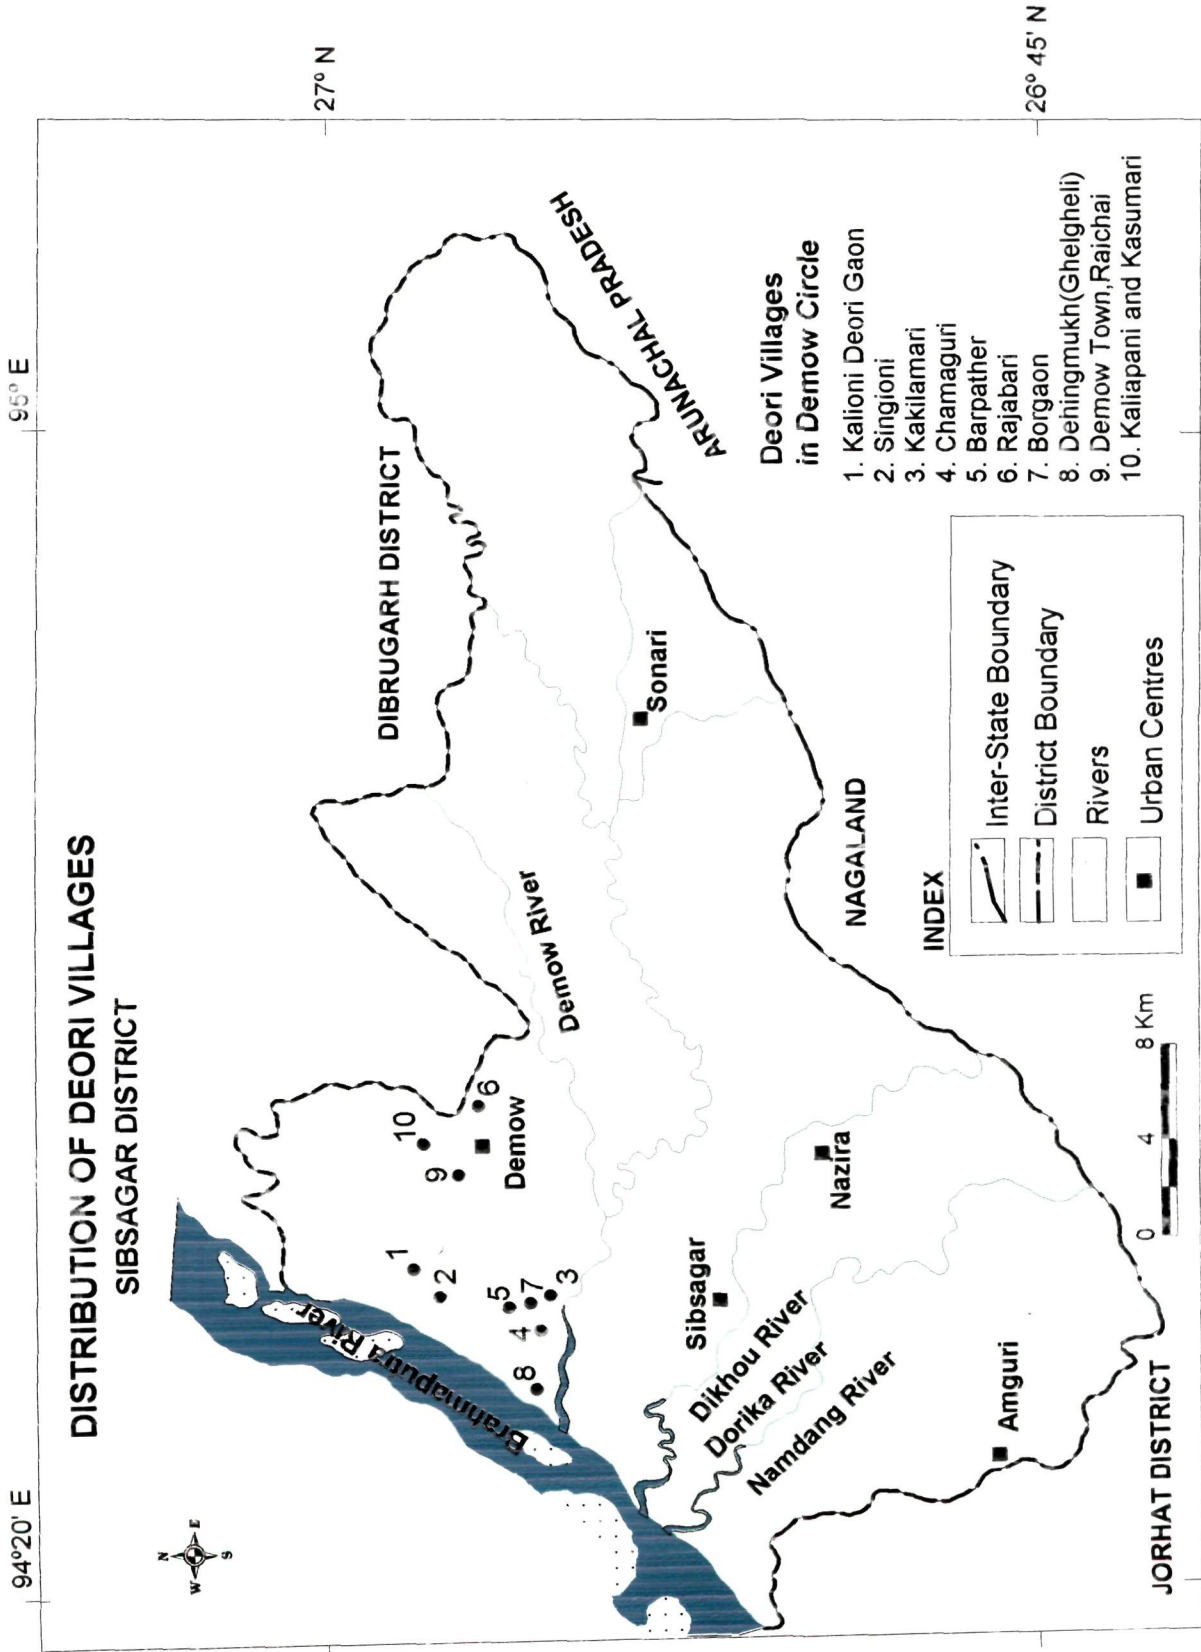 DISTRIBUTION OF DEORI VILLAGES
SIBSAGAR DISTRICT
94°20' E
95° E
27° N
26° 45' N
N
W
E
S
DIBRUGARH DISTRICT
ARUNACHAL PRADESH
NAGALAND
JORHAT DISTRICT
Brahmaputra River
Demow River
Dikhou River
Dorika River
Namdang River
Demow
Sonari
Sibsagar
Nazira
Amguri
1
2
3
4
5
6
7
8
9
10
Deori Villages
in Demow Circle
1. Kalioni Deori Gaon
2. Singioni
3. Kakilamari
4. Chamaguri
5. Barpather
6. Rajabari
7. Borgaon
8. Dehingmukh(Ghelgheli)
9. Demow Town,Raichai
10. Kaliapani and Kasumari
INDEX
Inter-State Boundary
District Boundary
Rivers
Urban Centres
0 4 8 Km